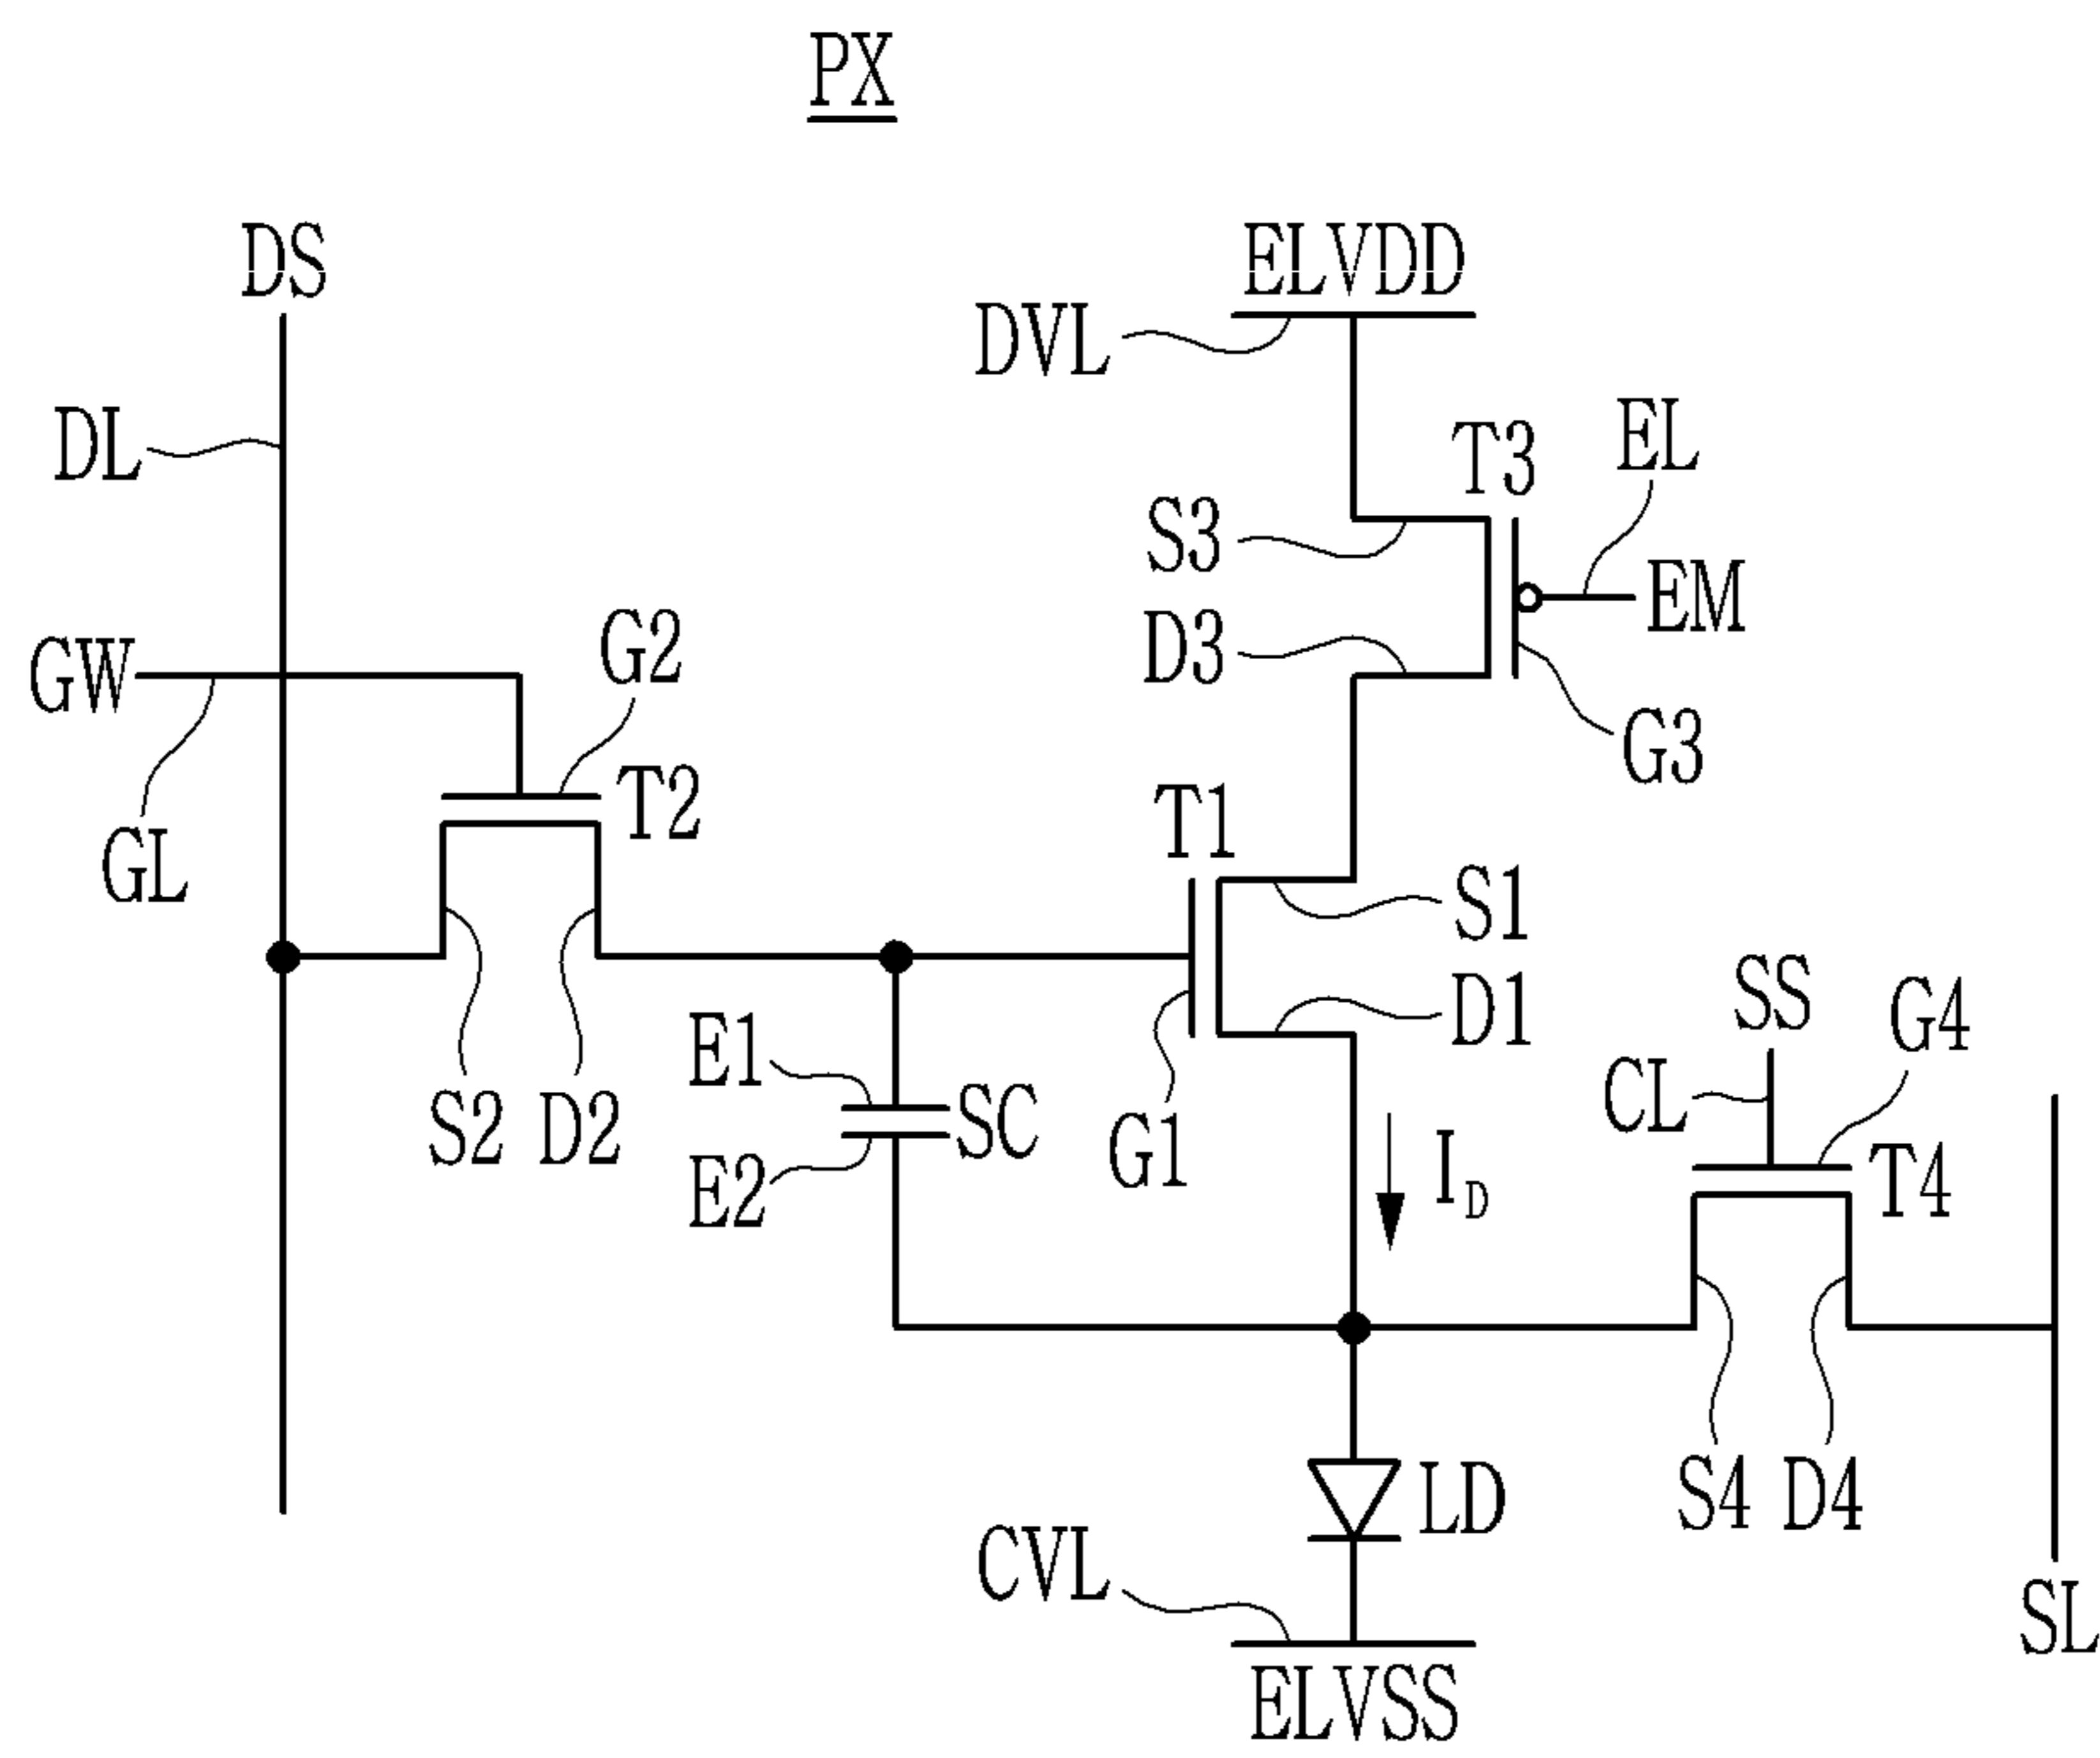 PX
DS
ELVDD
DVL
DL
EL
T3
S3
EM
D3
GW
G2
G3
T2
T1
GL
S1
SS
D1
G4
E1
CL
SC
S2
D2
G1
I_D
T4
E2
LD
S4
D4
CVL
SL
ELVSS